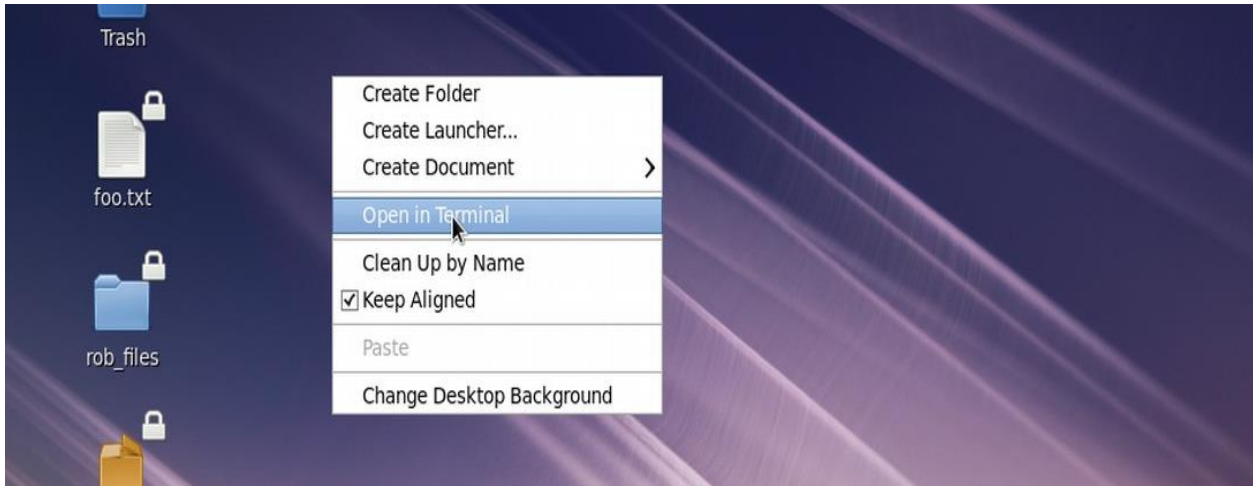 Trash
foo.txt
rob_files
Create Folder
Create Launcher...
Create Document
Open in Terminal
Clean Up by Name
Keep Aligned
Paste
Change Desktop Background